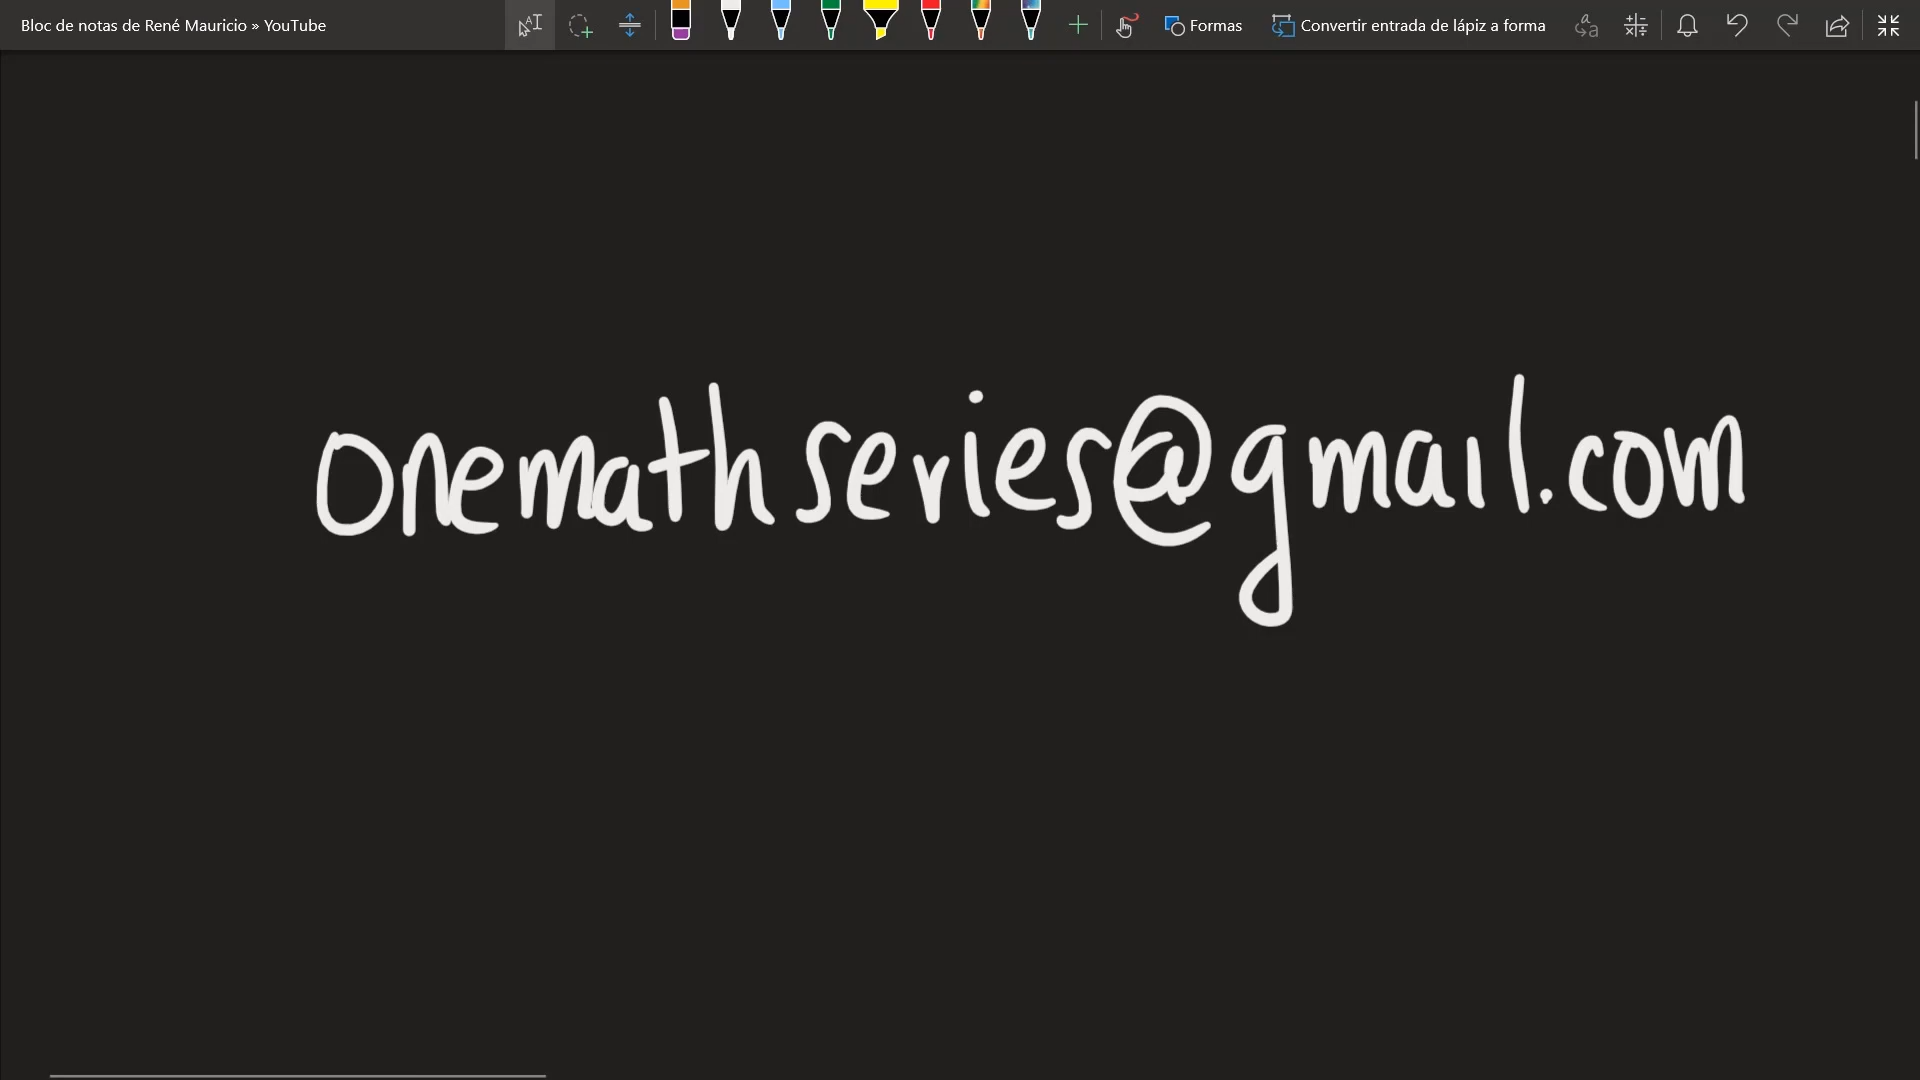 Bloc de notas de René Mauricio » YouTube Formas Convertir entrada de lápiz a forma
onemathseries@gmail.com